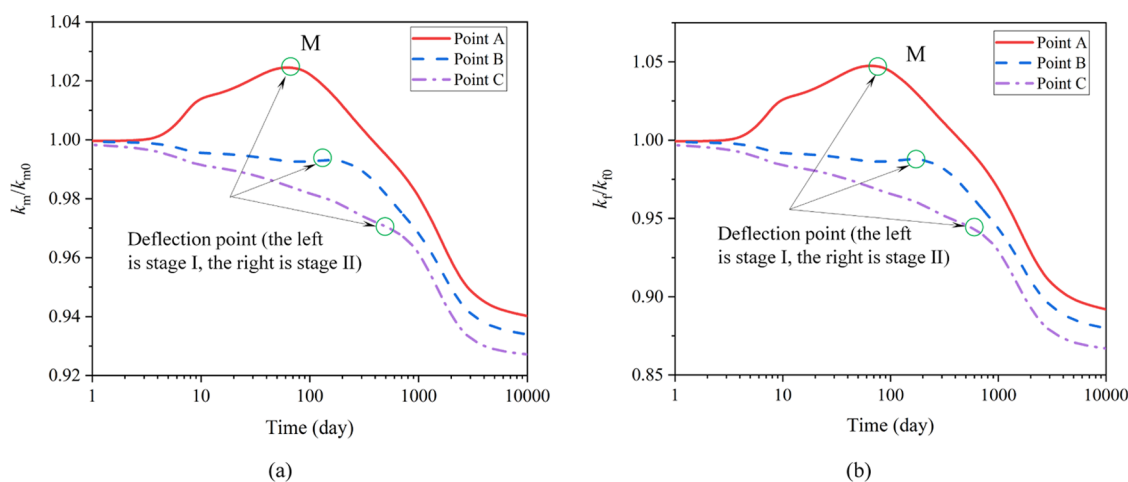 (a)
1.04
1.02
1.00
0.98
0.96
0.94
0.92
km/km0
M
Point A
Point B
Point C
Deflection point (the left
is stage I, the right is stage II)
1
10
100
1000
10000
Time (day)
(a)
(b)
1.05
1.00
0.95
0.90
0.85
kf/kf0
M
Point A
Point B
Point C
Deflection point (the left
is stage I, the right is stage II)
1
10
100
1000
10000
Time (day)
(b)